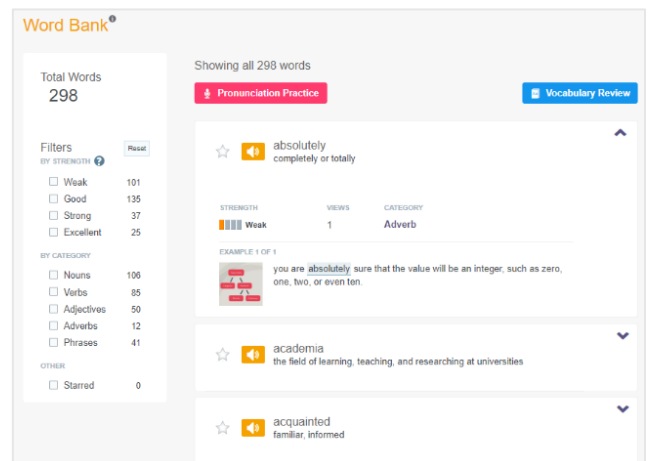 Word Bank
Total Words
298
Filters
Reset
BY STRENGTH ?
Weak 101
Good 135
Strong 37
Excellent 25
BY CATEGORY
Nouns 106
Verbs 85
Adjectives 50
Adverbs 12
Phrases 41
OTHER
Starred 0
Showing all 298 words
Pronunciation Practice
Vocabulary Review
absolutely
completely or totally
STRENGTH VIEWS CATEGORY
Weak 1 Adverb
EXAMPLE 1 OF 1
you are absolutely sure that the value will be an integer, such as zero,
one, two, or even ten.
academia
the field of learning, teaching, and researching at universities
acquainted
familiar, informed